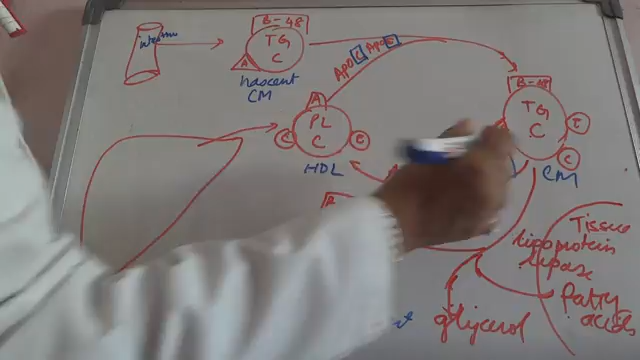 B-48
TG
C
A
nascent
CM
APO C APO E
A
PL
C
C
E
HDL
B-48
TG
C
E
C
CM
Tissue
lipoprotein
lipase
fatty
acids
glycerol